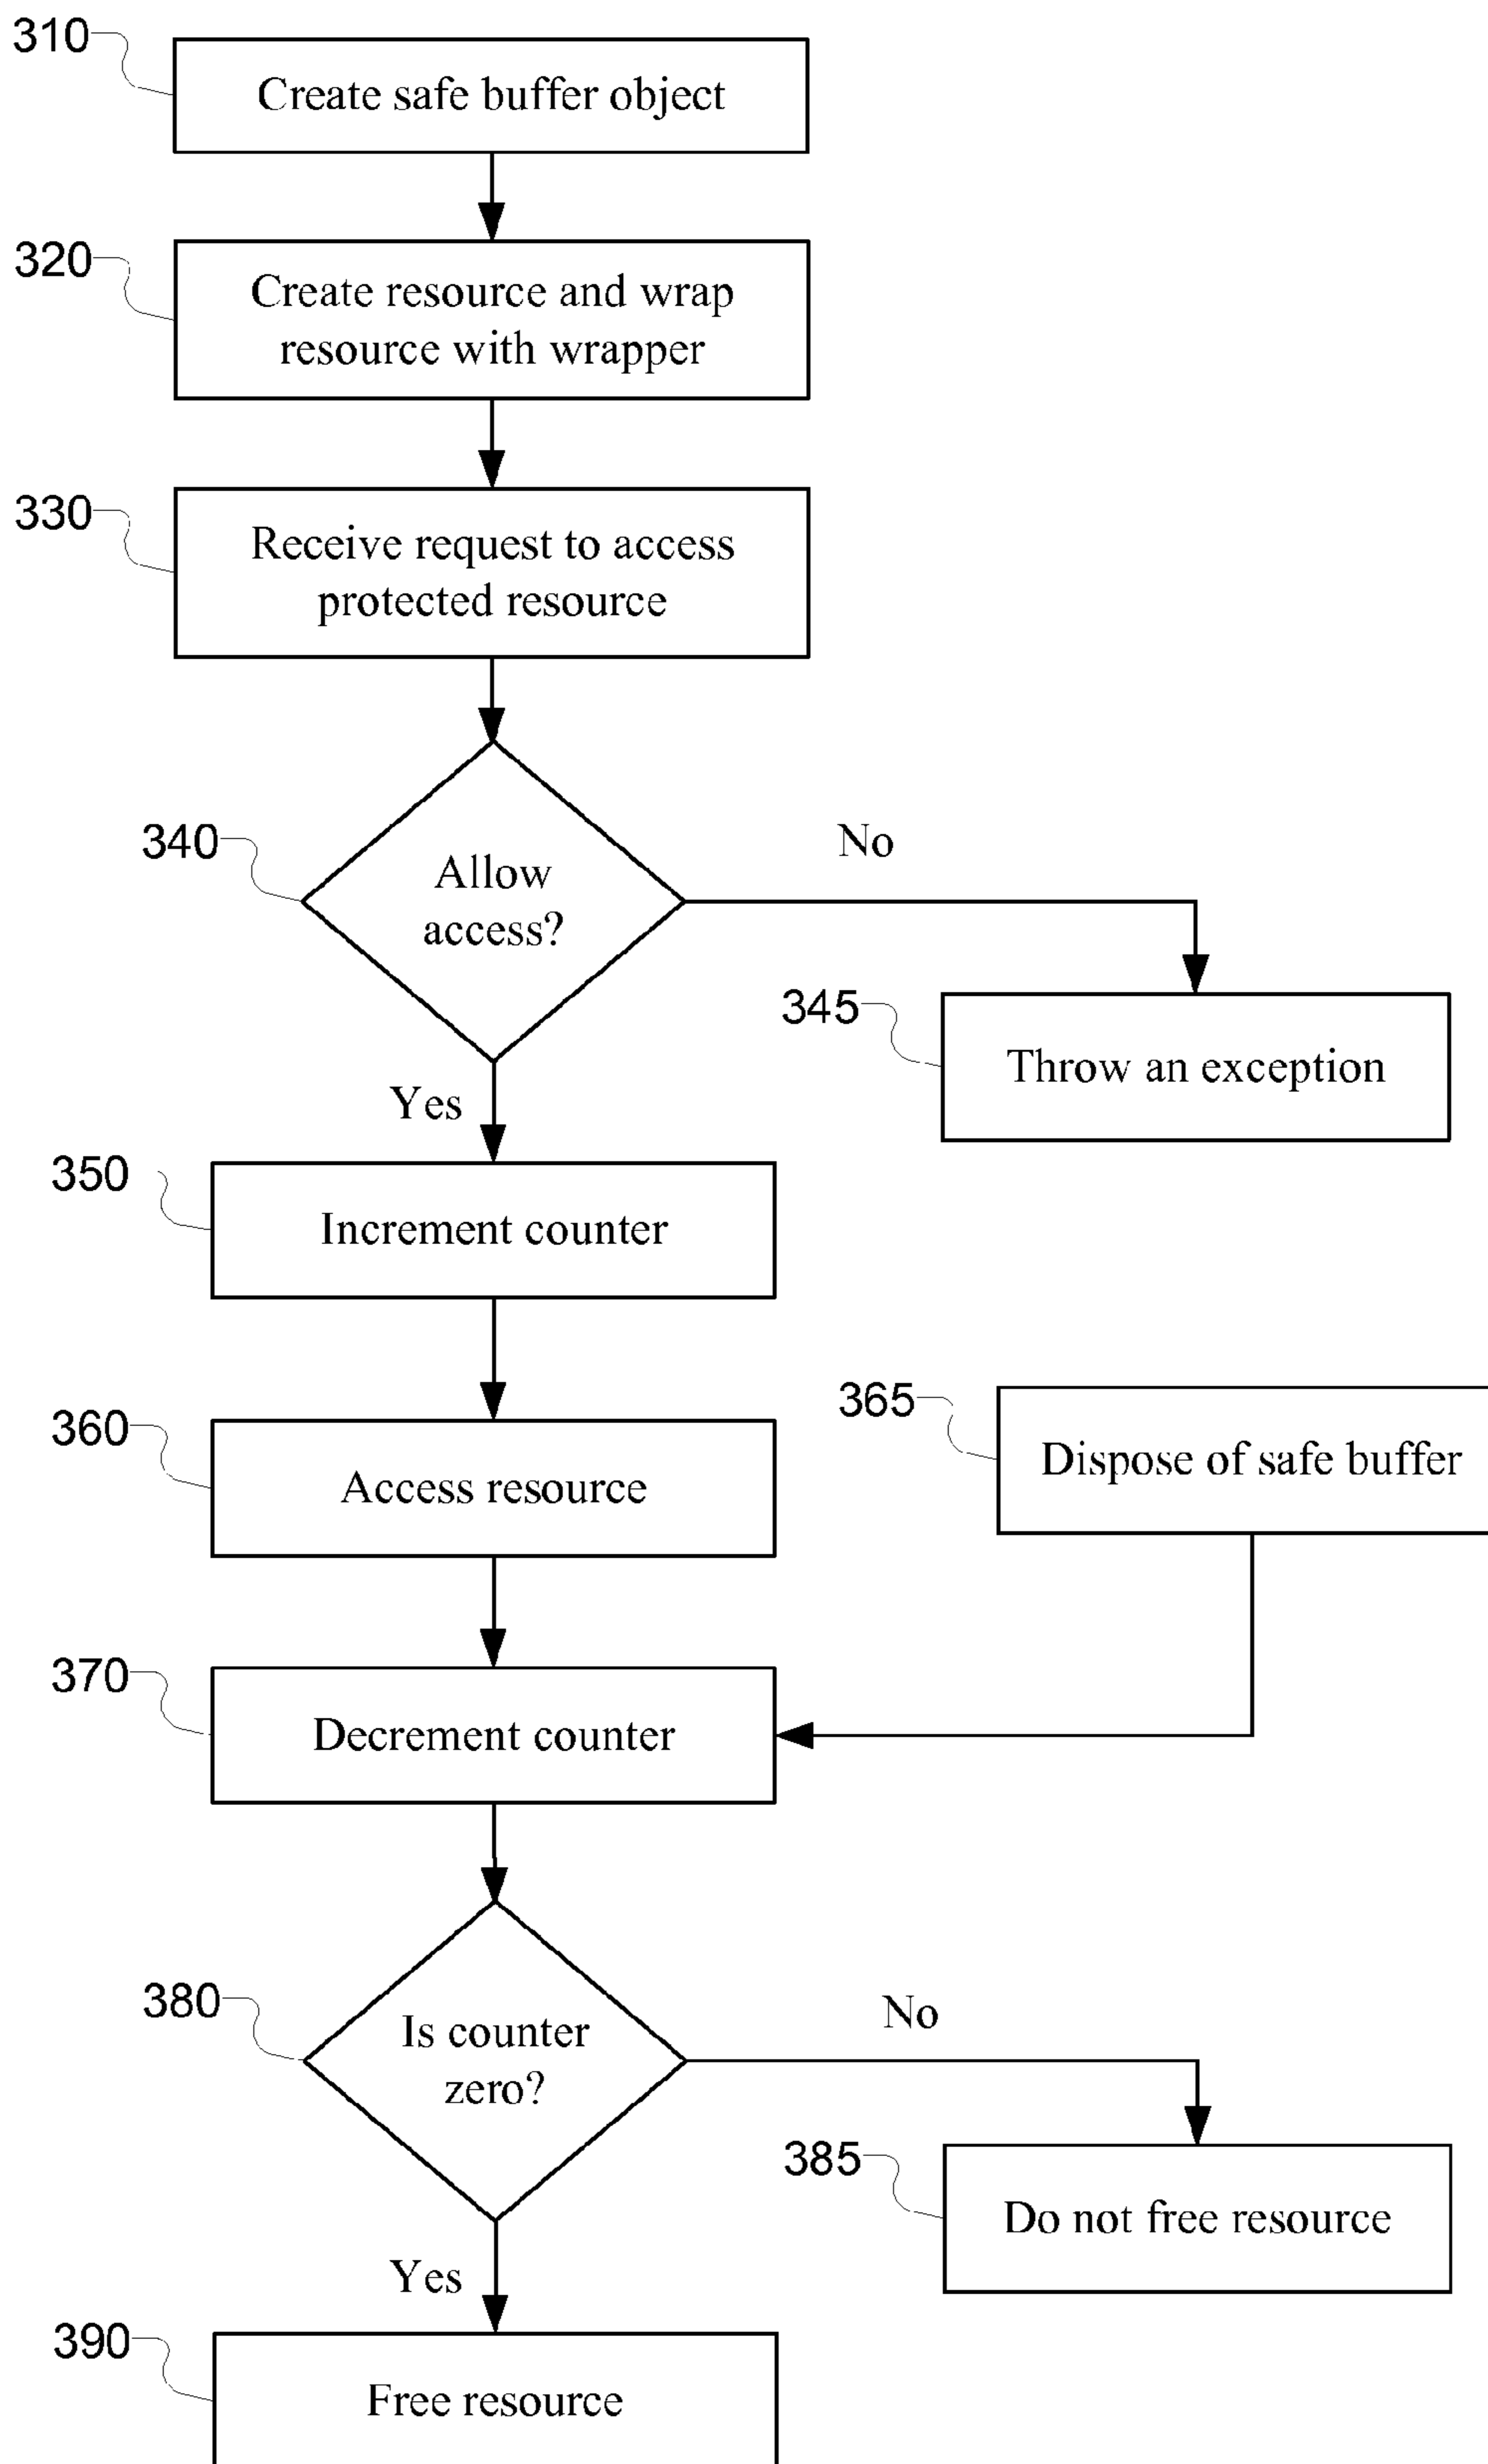 310
Create safe buffer object
320
Create resource and wrap
resource with wrapper
330
Receive request to access
protected resource
340
Allow
access?
No
345
Throw an exception
Yes
350
Increment counter
360
Access resource
365
Dispose of safe buffer
370
Decrement counter
380
Is counter
zero?
No
385
Do not free resource
Yes
390
Free resource